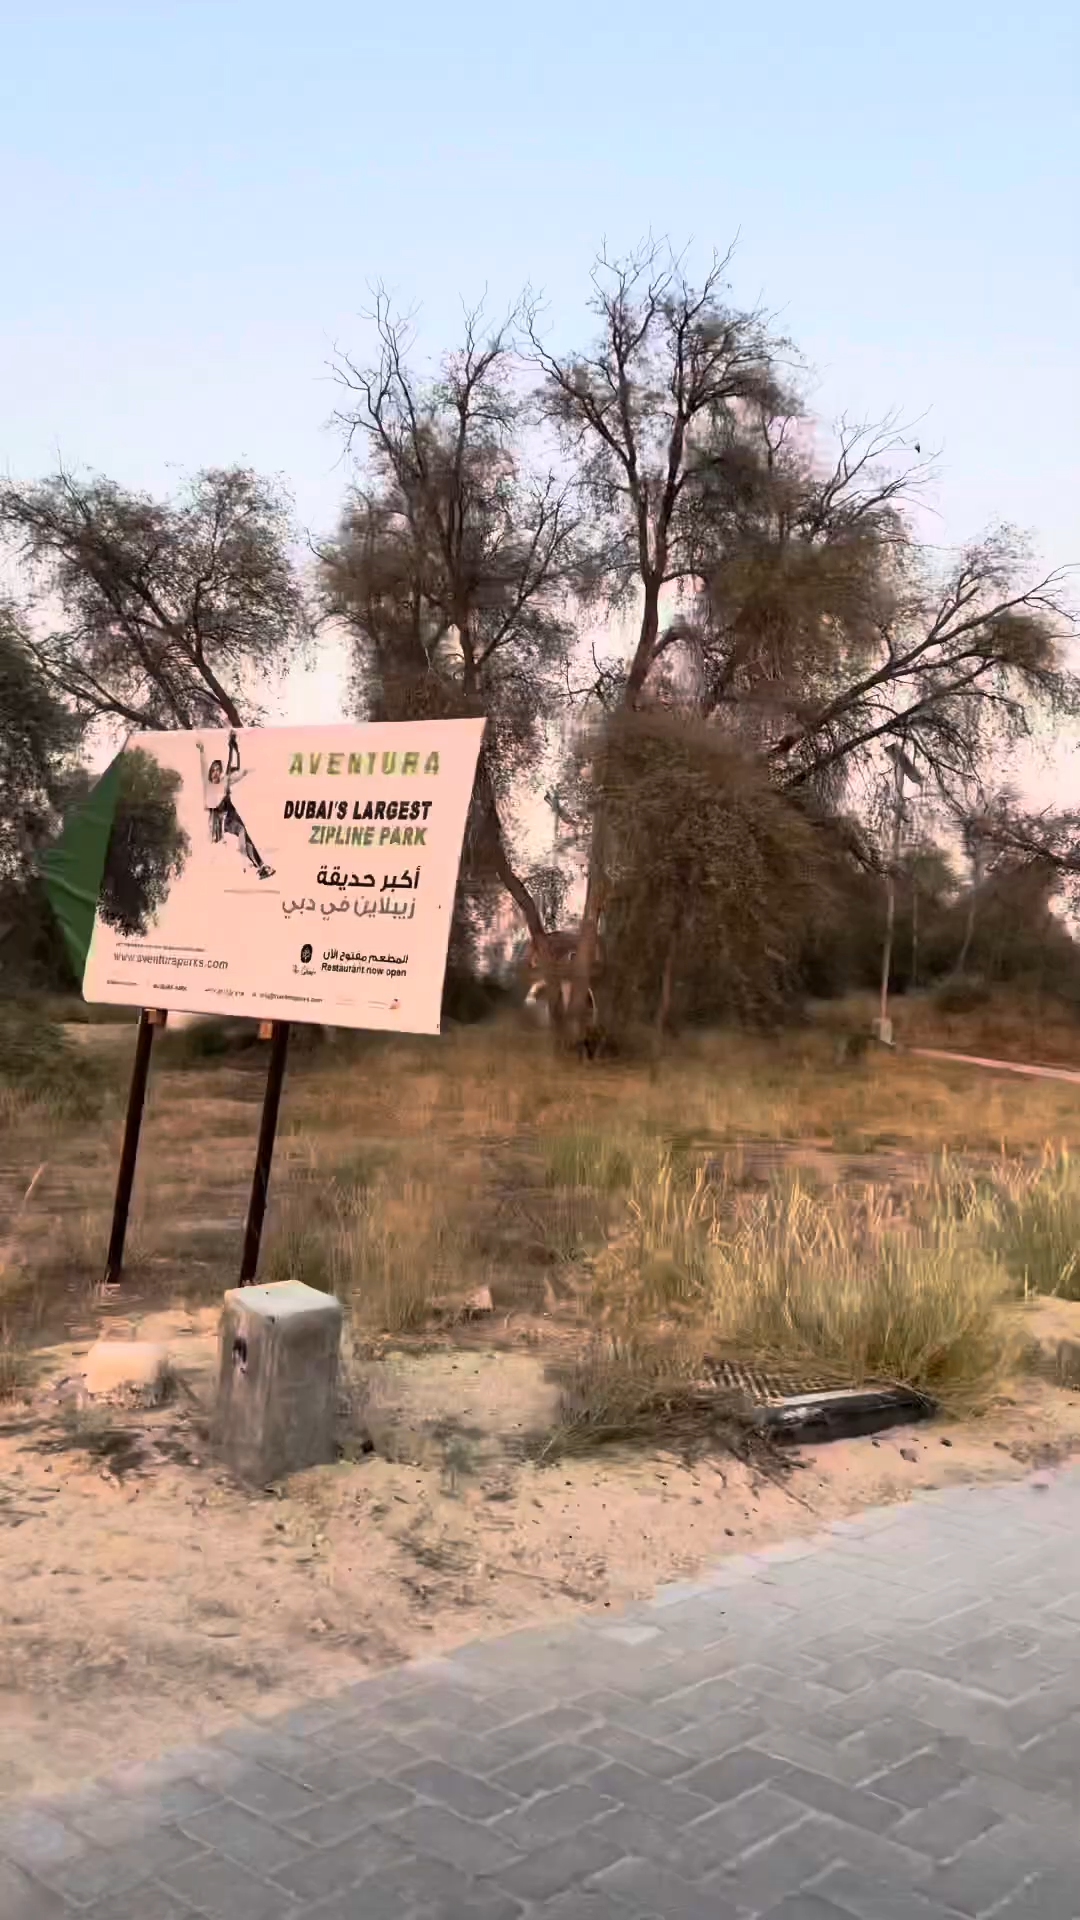 AVENTURA
DUBAI'S LARGEST
ZIPLINE PARK
أكبر حديقة
زيبلاين في دبي
www.aventuraparks.com
المطعم مفتوح الآن
Restaurant now open